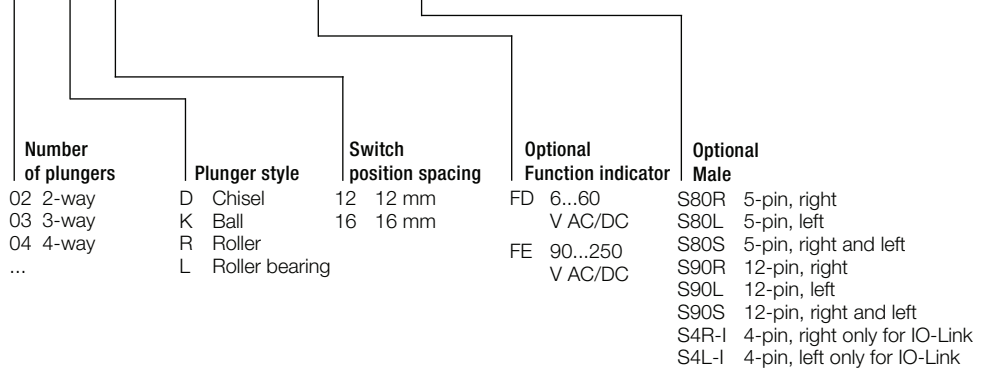 Number
of plungers
02 2-way
03 3-way
04 4-way
...
Plunger style
D Chisel
K Ball
R Roller
L Roller bearing
Switch
position spacing
12 12 mm
16 16 mm
Optional
Function indicator
FD 6...60
V AC/DC
FE 90...250
V AC/DC
Optional
Male
S80R 5-pin, right
S80L 5-pin, left
S80S 5-pin, right and left
S90R 12-pin, right
S90L 12-pin, left
S90S 12-pin, right and left
S4R-I 4-pin, right only for IO-Link
S4L-I 4-pin, left only for IO-Link